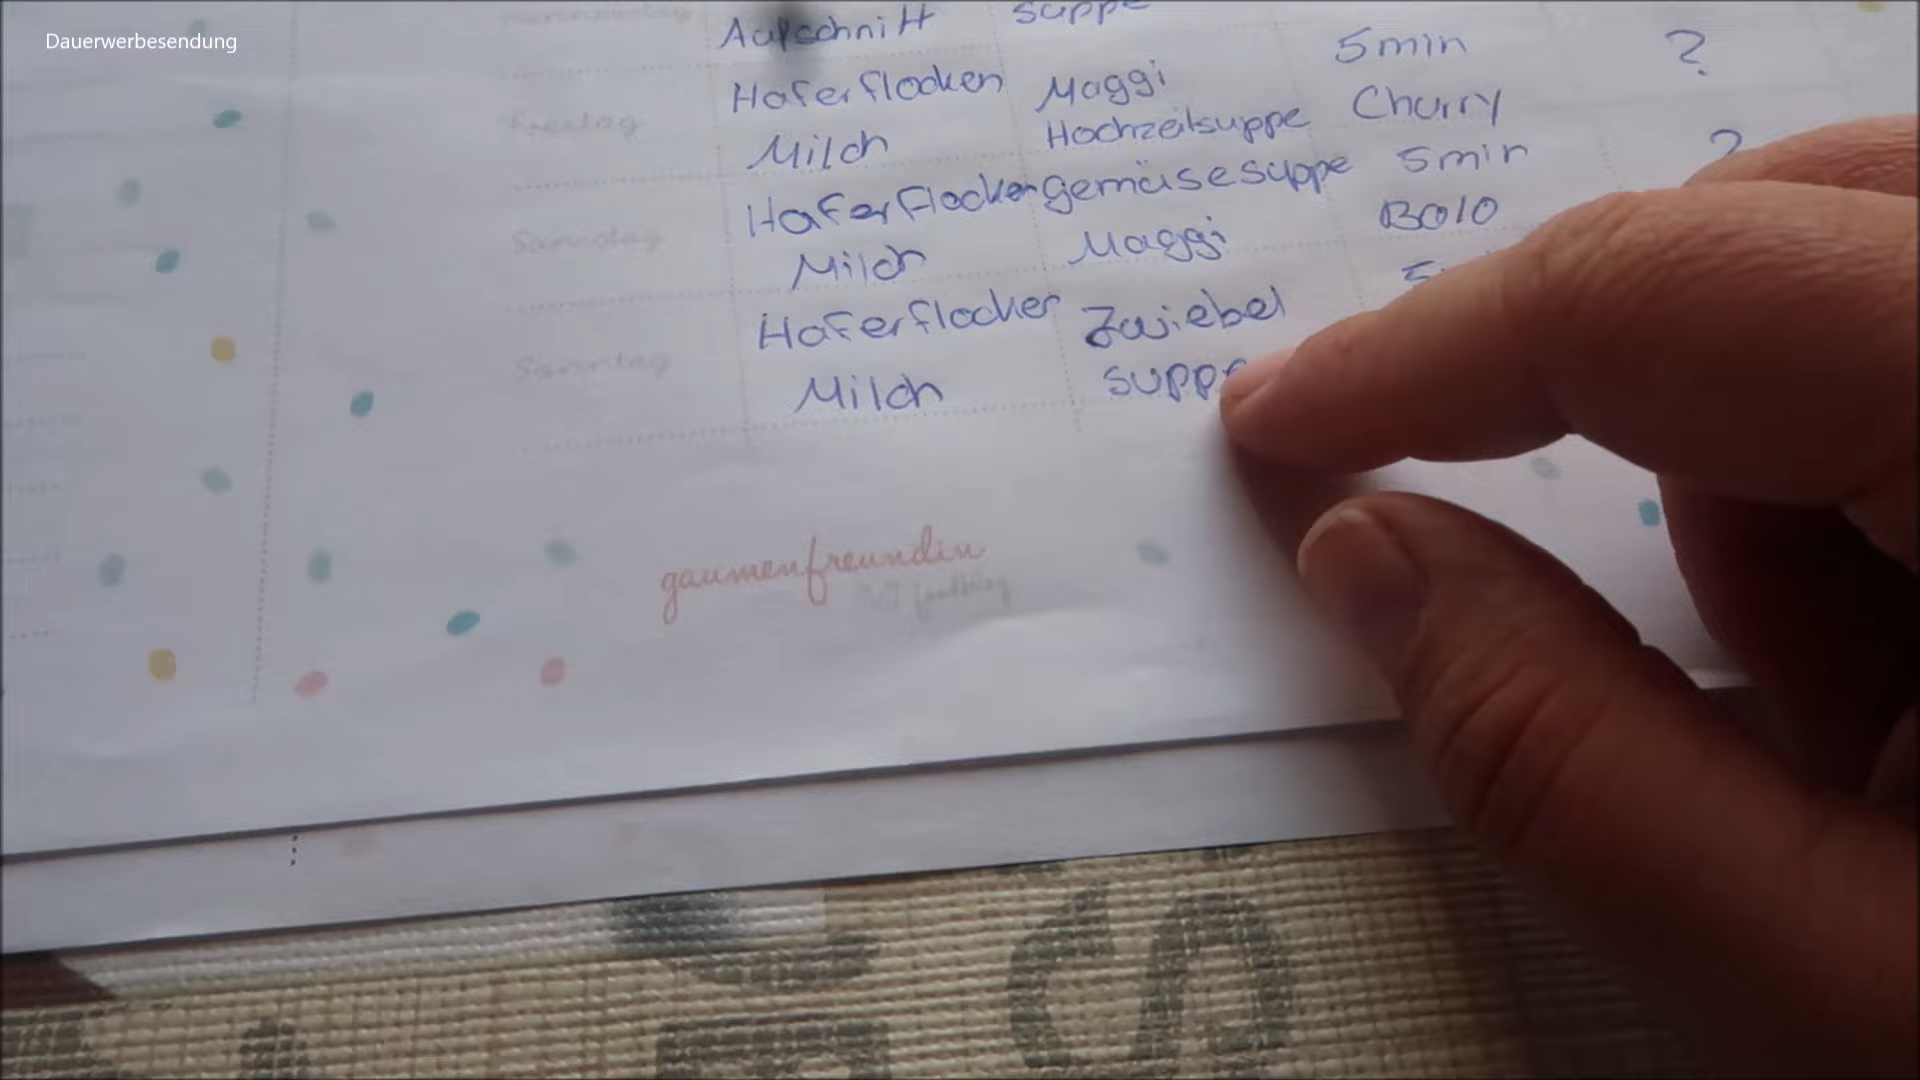 Dauerwerbesendung
Aufschnitt suppe
Freitag Haferflocken Maggi 5min ?
Milch Hochzeitsuppe Churry
Samstag Haferflocken gemüsesuppe 5min ?
Milch Maggi Bolo
Sonntag Haferflocken Zwiebel
Milch suppe
gaumenfreundin